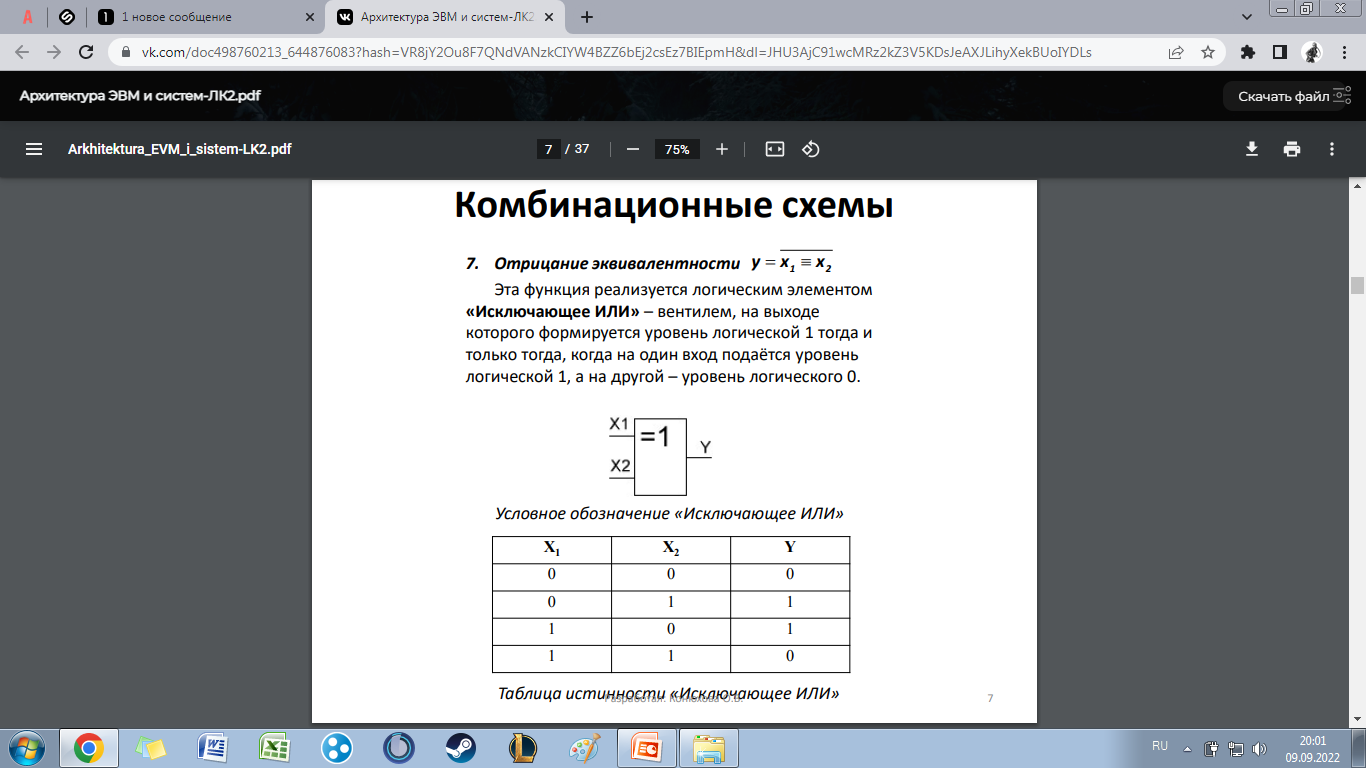 1 новое сообщение
Архитектура ЭВМ и систем-ЛК2
vk.com/doc498760213_644876083?hash=VR8jY2Ou8F7QNdVANzkCIYW4BZZ6bEj2csEz7BIEpmH&dl=JHU3AjC91wcMRz2kZ3V5KDsJeAXJLihyXekBUoIYDLs
Архитектура ЭВМ и систем-ЛК2.pdf
Скачать файл
Arkhitektura_EVM_i_sistem-LK2.pdf
7 / 37
75%
Комбинационные схемы
7. Отрицание эквивалентности y = x₁ ≡ x₂
Эта функция реализуется логическим элементом
«Исключающее ИЛИ» – вентилем, на выходе
которого формируется уровень логической 1 тогда и
только тогда, когда на один вход подаётся уровень
логической 1, а на другой – уровень логического 0.
X1
=1
Y
X2
Условное обозначение «Исключающее ИЛИ»
X₁ X₂ Y
0 0 0
0 1 1
1 0 1
1 1 0
Таблица истинности «Исключающее ИЛИ»
7
RU
20:01
09.09.2022